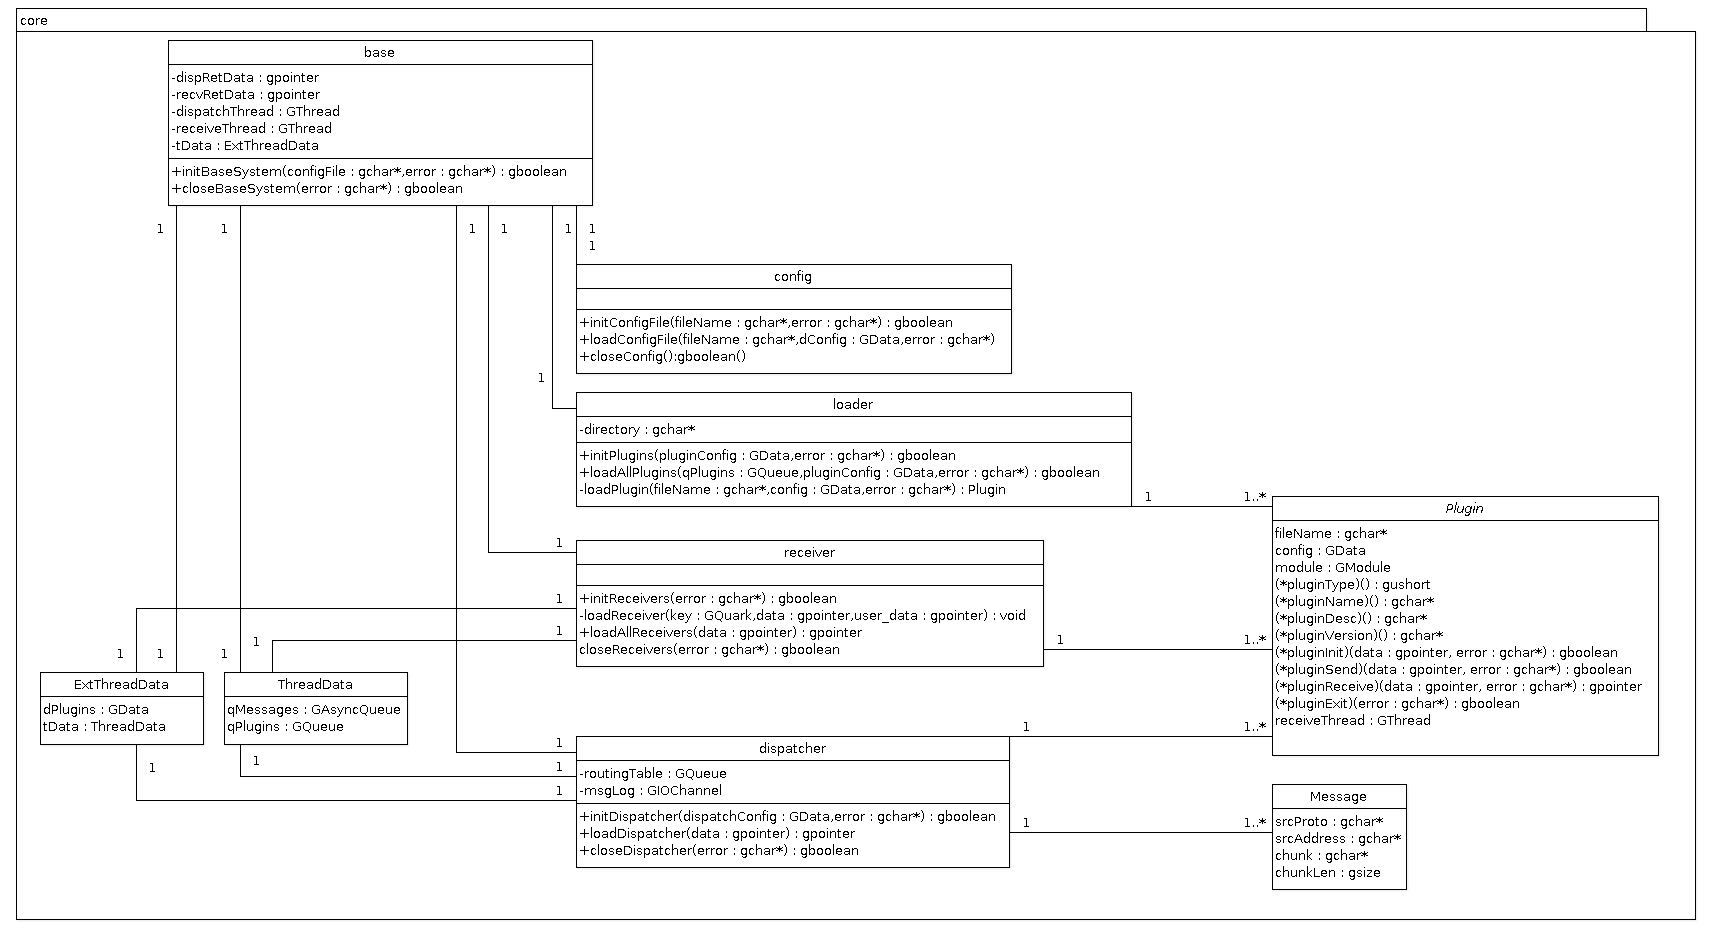 core
base
-dispRetData : gpointer
-recvRetData : gpointer
-dispatchThread : GThread
-receiveThread : GThread
-tData : ExtThreadData
+initBaseSystem(configFile : gchar*,error : gchar*) : gboolean
+closeBaseSystem(error : gchar*) : gboolean
1 1 1 1 1 1
1
config
+initConfigFile(fileName : gchar*,error : gchar*) : gboolean
+loadConfigFile(fileName : gchar*,dConfig : GData,error : gchar*)
+closeConfig():gboolean()
1
loader
-directory : gchar*
+initPlugins(pluginConfig : GData,error : gchar*) : gboolean
+loadAllPlugins(qPlugins : GQueue,pluginConfig : GData,error : gchar*) : gboolean
-loadPlugin(fileName : gchar*,config : GData,error : gchar*) : Plugin
1 1..*
Plugin
fileName : gchar*
config : GData
module : GModule
(*pluginType)() : gushort
(*pluginName)() : gchar*
(*pluginDesc)() : gchar*
(*pluginVersion)() : gchar*
(*pluginInit)(data : gpointer, error : gchar*) : gboolean
(*pluginSend)(data : gpointer, error : gchar*) : gboolean
(*pluginReceive)(data : gpointer, error : gchar*) : gpointer
(*pluginExit)(error : gchar*) : gboolean
receiveThread : GThread
1
receiver
+initReceivers(error : gchar*) : gboolean
-loadReceiver(key : GQuark,data : gpointer,user_data : gpointer) : void
+loadAllReceivers(data : gpointer) : gpointer
closeReceivers(error : gchar*) : gboolean
1
1
1 1..*
1 1 1 1
ExtThreadData
dPlugins : GData
tData : ThreadData
ThreadData
qMessages : GAsyncQueue
qPlugins : GQueue
1 1..*
1
1 1
1 1
dispatcher
-routingTable : GQueue
-msgLog : GIOChannel
+initDispatcher(dispatchConfig : GData,error : gchar*) : gboolean
+loadDispatcher(data : gpointer) : gpointer
+closeDispatcher(error : gchar*) : gboolean
1 1..*
Message
srcProto : gchar*
srcAddress : gchar*
chunk : gchar*
chunkLen : gsize